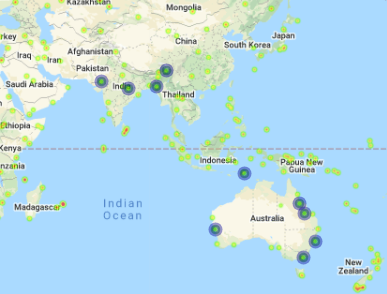 Kazakhstan
Mongolia
rkey
Afghanistan
China
Japan
South Korea
Iraq
Iran
Pakistan
Saudi Arabia
India
Thailand
Ethiopia
Kenya
Indonesia
Papua New
Guinea
nzania
Indian
Ocean
Madagascar
Australia
New
Zealand